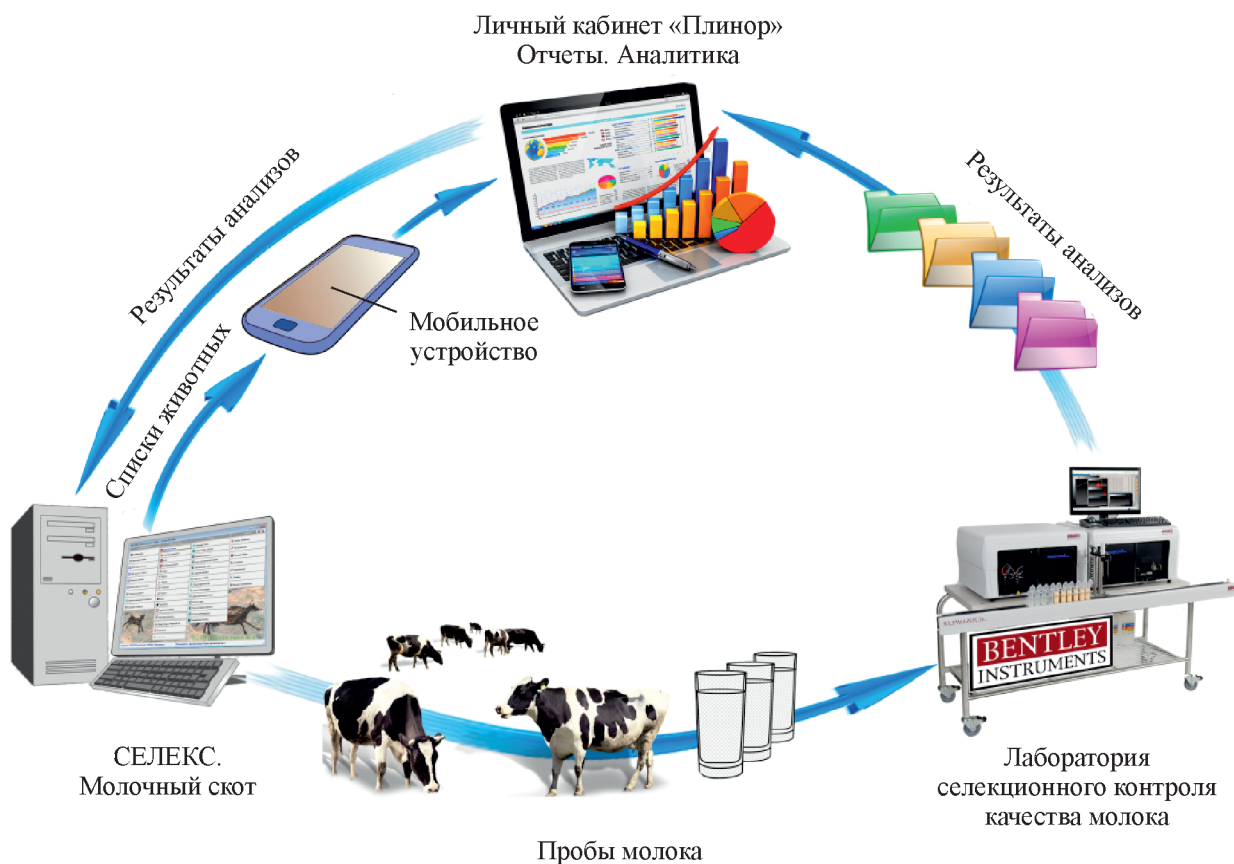 Личный кабинет «Плинор»
Отчеты. Аналитика
Результаты анализов
Результаты анализов
Мобильное
устройство
Списки животных
BENTLEY
INSTRUMENTS
СЕЛЕКС.
Молочный скот
Лаборатория
селекционного контроля
качества молока
Пробы молока